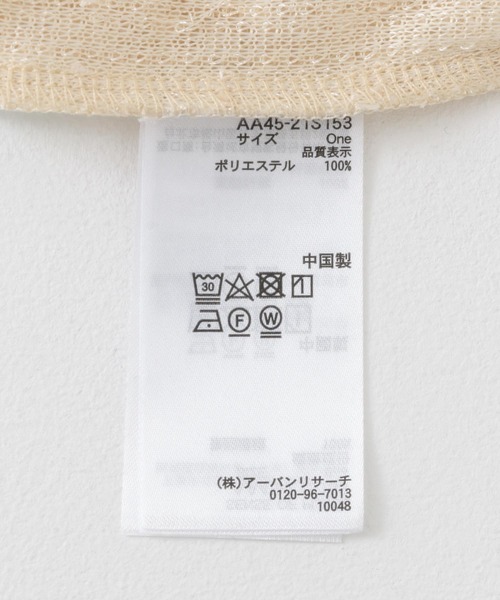 AA45-21S153
サイズ One
品質表示
ポリエステル 100%
中国製
30
F W
(株)アーバンリサーチ
0120-96-7013
10048